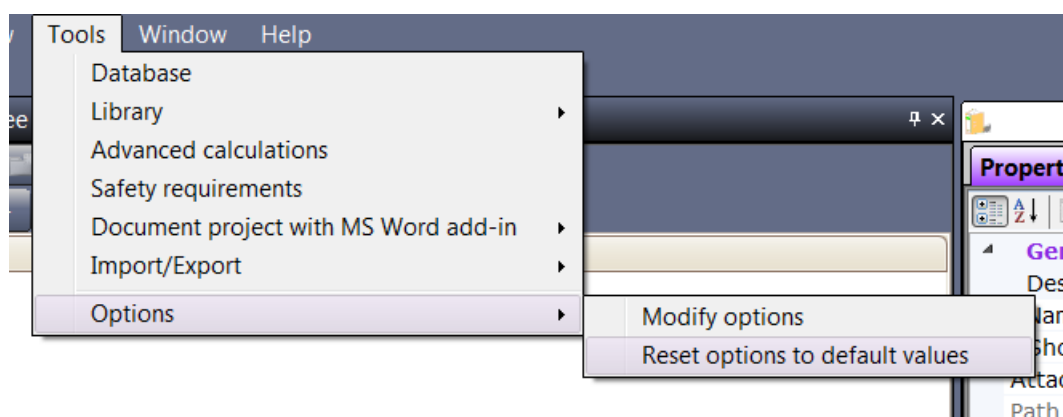 Tools Window Help
Database
Library
Advanced calculations
Safety requirements
Document project with MS Word add-in
Import/Export
Options
Modify options
Reset options to default values
Path